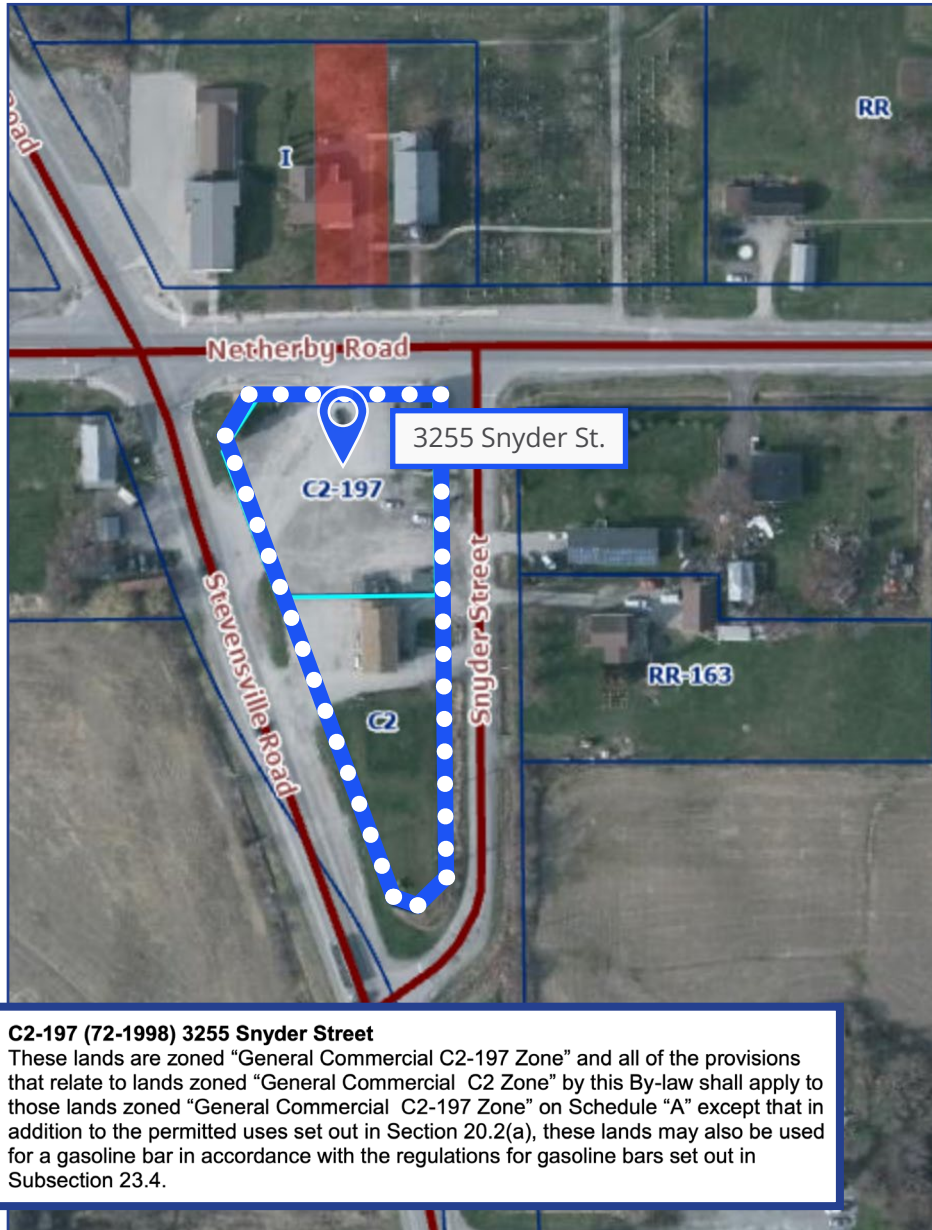 Road
I
RR
Netherby Road
3255 Snyder St.
C2-197
Stevensville Road
Snyder Street
RR-163
C2
C2-197 (72-1998) 3255 Snyder Street
These lands are zoned “General Commercial C2-197 Zone” and all of the provisions
that relate to lands zoned “General Commercial  C2 Zone” by this By-law shall apply to
those lands zoned “General Commercial  C2-197 Zone” on Schedule “A” except that in
addition to the permitted uses set out in Section 20.2(a), these lands may also be used
for a gasoline bar in accordance with the regulations for gasoline bars set out in
Subsection 23.4.